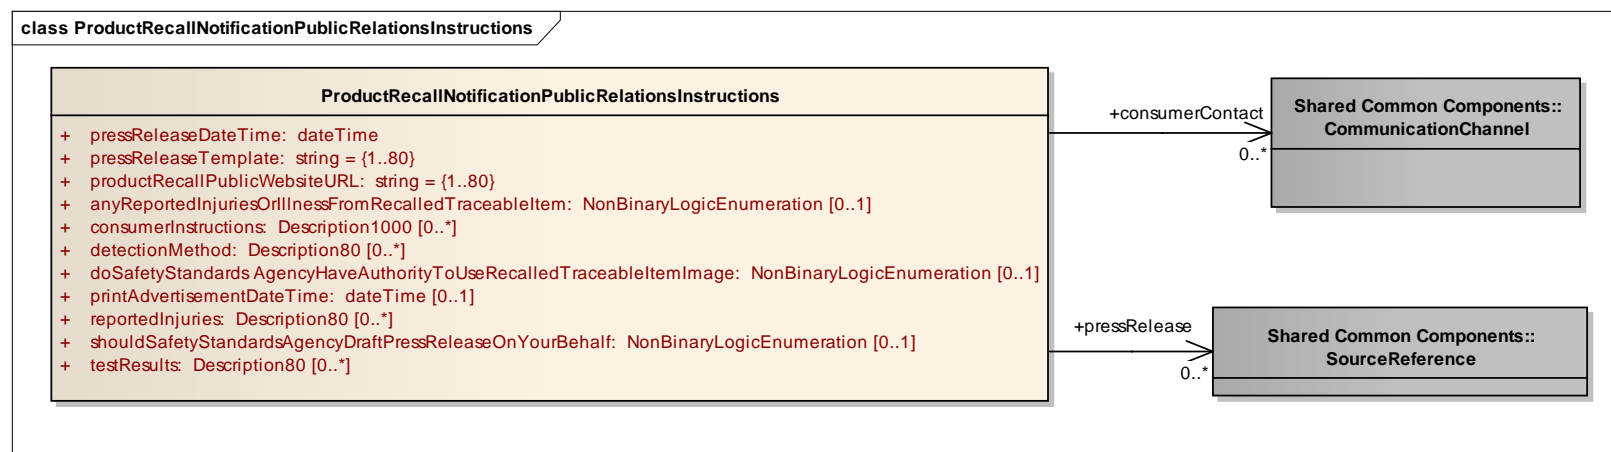 class ProductRecallNotificationPublicRelationsInstructions
ProductRecallNotificationPublicRelationsInstructions
+ pressReleaseDateTime: dateTime
+ pressReleaseTemplate: string = {1..80}
+ productRecallPublicWebsiteURL: string = {1..80}
+ anyReportedInjuriesOrIllnessFromRecalledTraceableItem: NonBinaryLogicEnumeration [0..1]
+ consumerInstructions: Description1000 [0..*]
+ detectionMethod: Description80 [0..*]
+ doSafetyStandards AgencyHaveAuthorityToUseRecalledTraceableItemImage: NonBinaryLogicEnumeration [0..1]
+ printAdvertisementDateTime: dateTime [0..1]
+ reportedInjuries: Description80 [0..*]
+ shouldSafetyStandardsAgencyDraftPressReleaseOnYourBehalf: NonBinaryLogicEnumeration [0..1]
+ testResults: Description80 [0..*]
+consumerContact
0..*
Shared Common Components::
CommunicationChannel
+pressRelease
0..*
Shared Common Components::
SourceReference